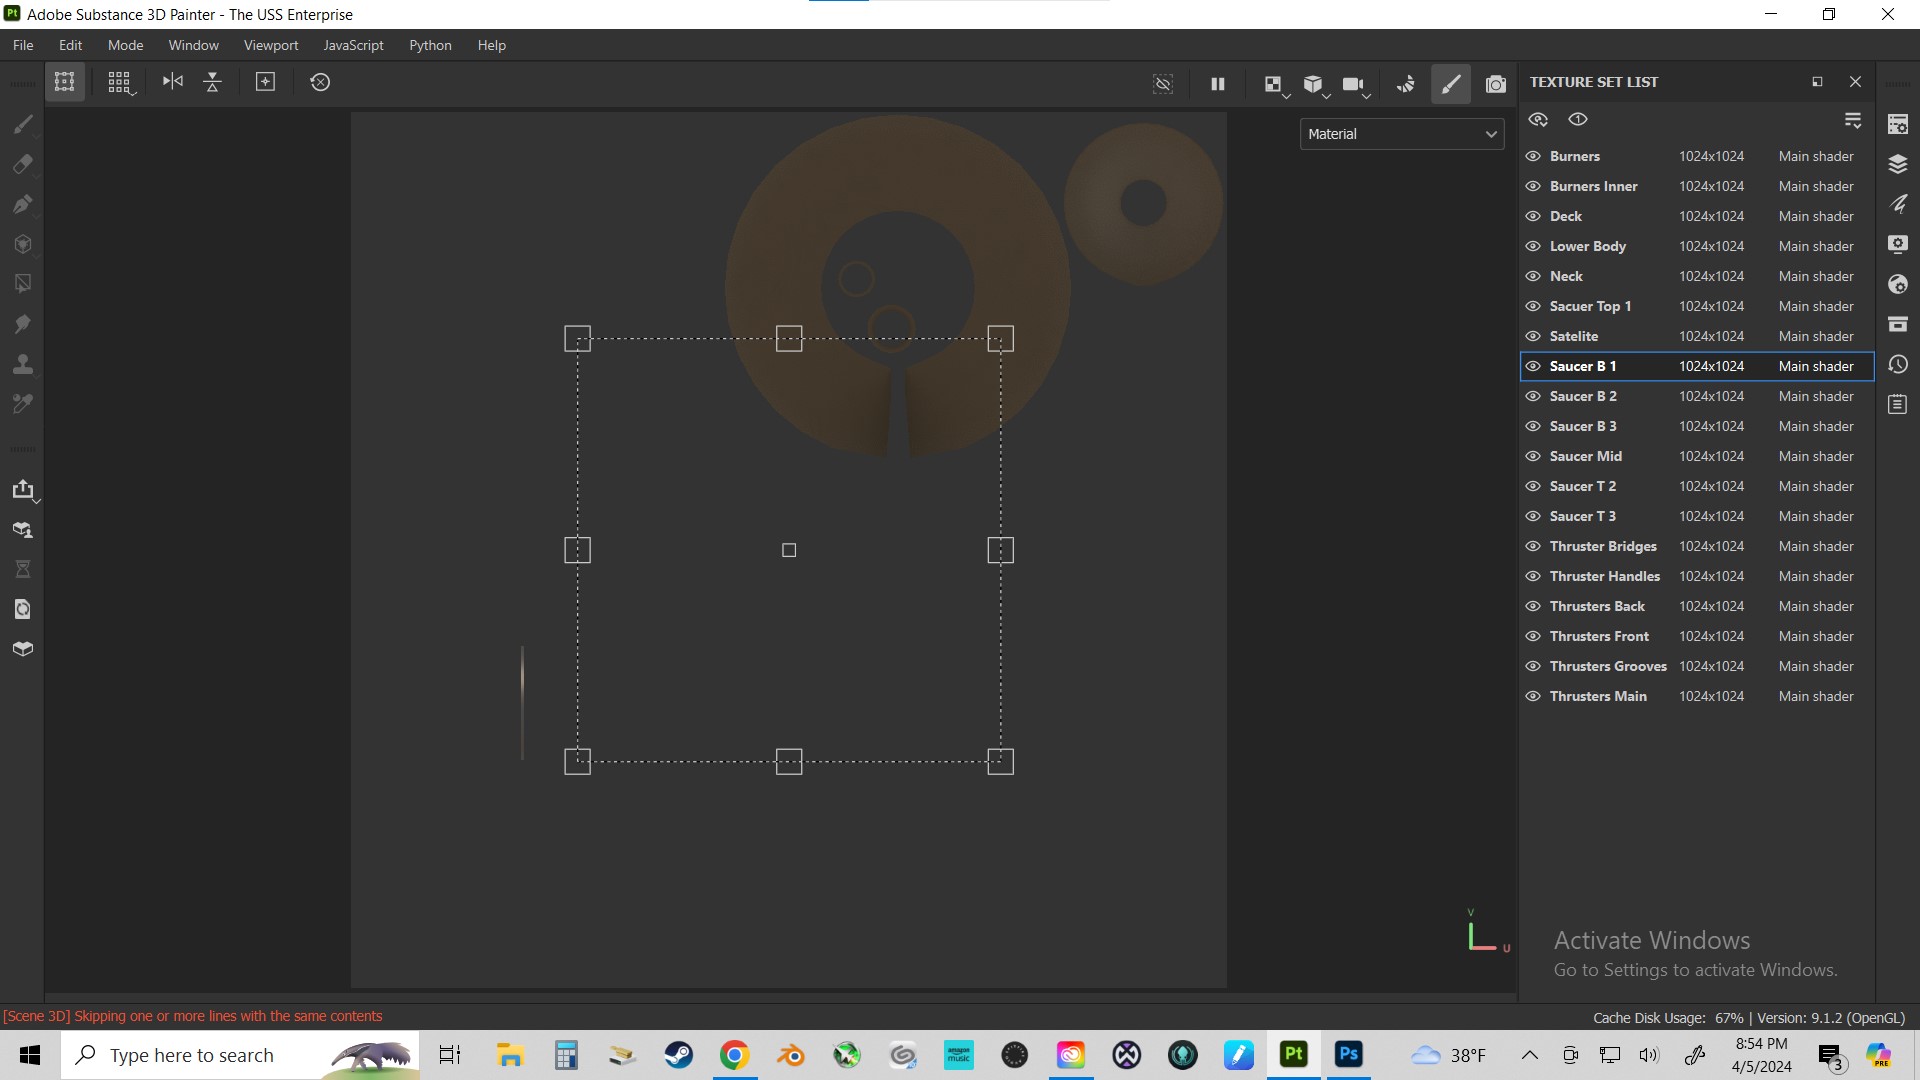 Pt Adobe Substance 3D Painter - The USS Enterprise
File Edit Mode Window Viewport JavaScript Python Help
TEXTURE SET LIST
Material
Burners 1024x1024 Main shader
Burners Inner 1024x1024 Main shader
Deck 1024x1024 Main shader
Lower Body 1024x1024 Main shader
Neck 1024x1024 Main shader
Sacuer Top 1 1024x1024 Main shader
Satelite 1024x1024 Main shader
Saucer B 1 1024x1024 Main shader
Saucer B 2 1024x1024 Main shader
Saucer B 3 1024x1024 Main shader
Saucer Mid 1024x1024 Main shader
Saucer T 2 1024x1024 Main shader
Saucer T 3 1024x1024 Main shader
Thruster Bridges 1024x1024 Main shader
Thruster Handles 1024x1024 Main shader
Thrusters Back 1024x1024 Main shader
Thrusters Front 1024x1024 Main shader
Thrusters Grooves 1024x1024 Main shader
Thrusters Main 1024x1024 Main shader
V
U
Activate Windows
Go to Settings to activate Windows.
[Scene 3D] Skipping one or more lines with the same contents
Cache Disk Usage: 67% | Version: 9.1.2 (OpenGL)
Type here to search
amazon music
Pt
Ps
38°F
8:54 PM
4/5/2024
3
PRE